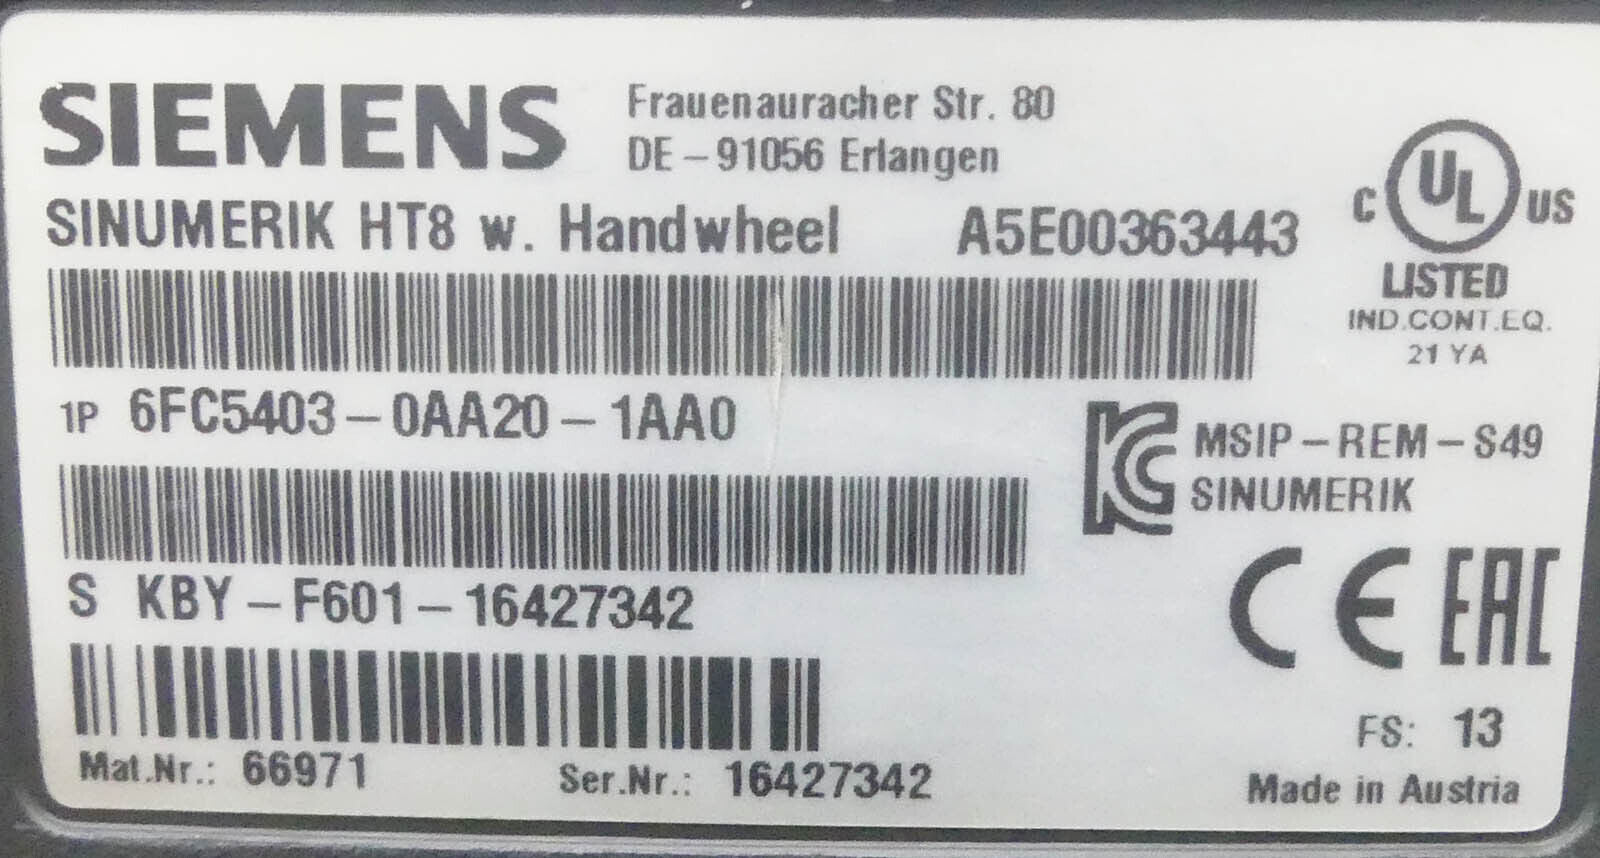 SIEMENS
Frauenauracher Str. 80
DE-91056 Erlangen
SINUMERIK HT8 w. Handwheel A5E00363443
C UL US
LISTED
IND.CONT.EQ.
21 YA
1P 6FC5403-0AA20-1AA0
KC MSIP-REM-S49
SINUMERIK
S KBY-F601-16427342
CE EAC
Mat.Nr.: 66971 Ser.Nr.: 16427342
FS: 13
Made in Austria